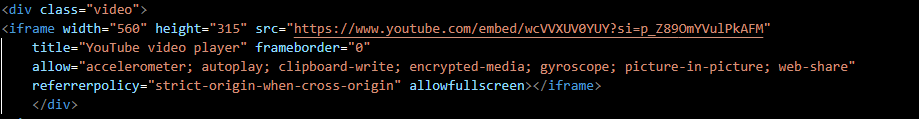 <div class="video">
<iframe width="560" height="315" src="https://www.youtube.com/embed/wcVVXUV0YUY?si=p_Z89OmYVulPkAFM"
title="YouTube video player" frameborder="0"
allow="accelerometer; autoplay; clipboard-write; encrypted-media; gyroscope; picture-in-picture; web-share"
referrerpolicy="strict-origin-when-cross-origin" allowfullscreen></iframe>
</div>